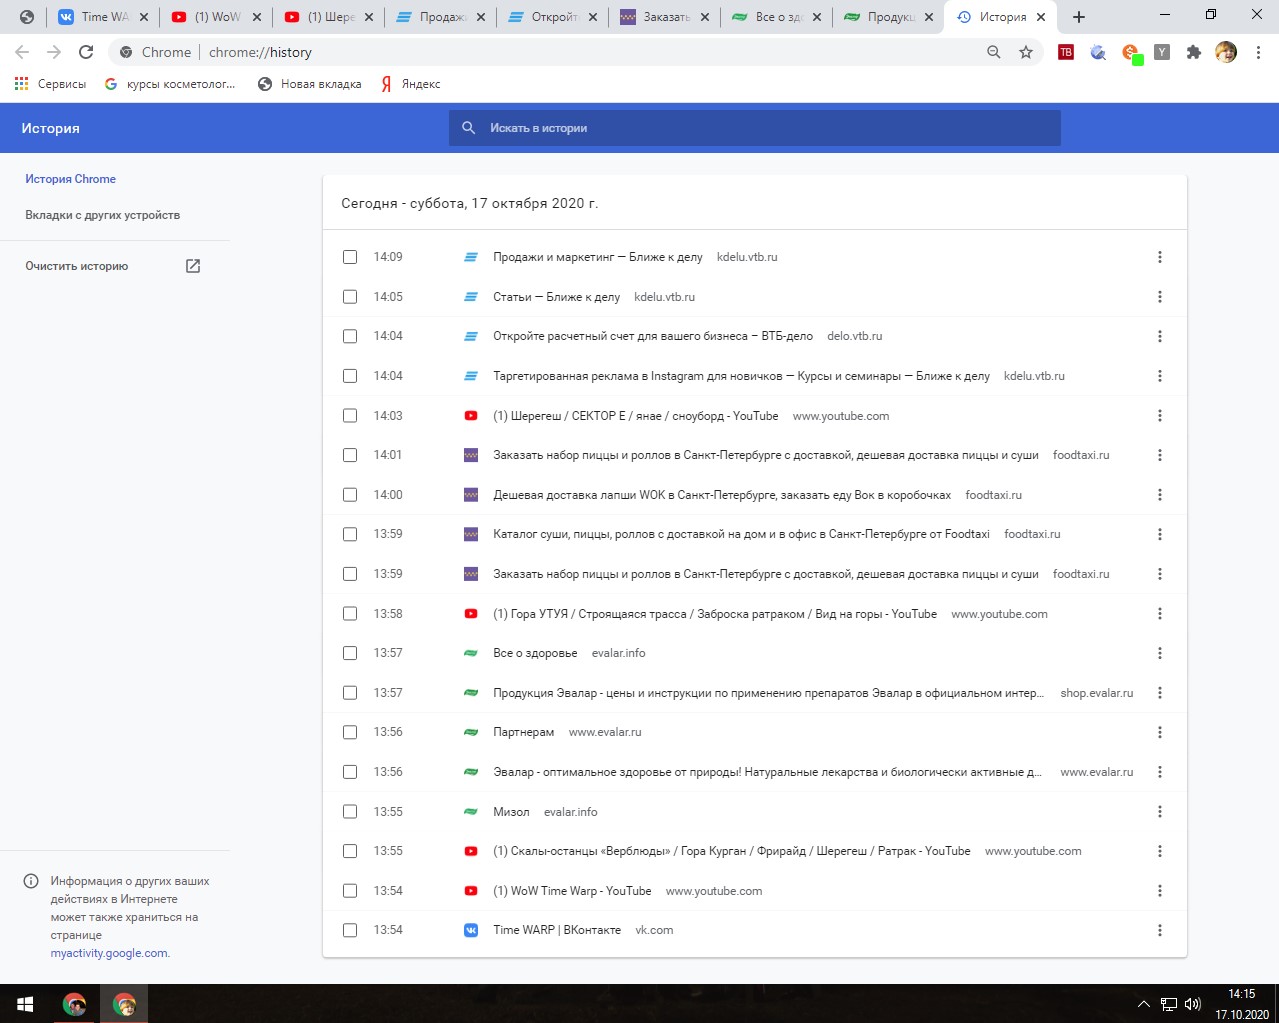 Time WA
(1) WoW
(1) Шере
Продажи
Откройт
Заказать
Все о здо
Продукц
История
Chrome | chrome://history
Сервисы
курсы косметолог...
Новая вкладка
Яндекс
История
Искать в истории
История Chrome
Вкладки с других устройств
Очистить историю
Сегодня - суббота, 17 октября 2020 г.
14:09 Продажи и маркетинг — Ближе к делу kdelu.vtb.ru
14:05 Статьи — Ближе к делу kdelu.vtb.ru
14:04 Откройте расчетный счет для вашего бизнеса – ВТБ-дело delo.vtb.ru
14:04 Таргетированная реклама в Instagram для новичков — Курсы и семинары — Ближе к делу kdelu.vtb.ru
14:03 (1) Шерегеш / СЕКТОР Е / янае / сноуборд - YouTube www.youtube.com
14:01 Заказать набор пиццы и роллов в Санкт-Петербурге с доставкой, дешевая доставка пиццы и суши foodtaxi.ru
14:00 Дешевая доставка лапши WOK в Санкт-Петербурге, заказать еду Вок в коробочках foodtaxi.ru
13:59 Каталог суши, пиццы, роллов с доставкой на дом и в офис в Санкт-Петербурге от Foodtaxi foodtaxi.ru
13:59 Заказать набор пиццы и роллов в Санкт-Петербурге с доставкой, дешевая доставка пиццы и суши foodtaxi.ru
13:58 (1) Гора УТУЯ / Строящаяся трасса / Заброска ратраком / Вид на горы - YouTube www.youtube.com
13:57 Все о здоровье evalar.info
13:57 Продукция Эвалар - цены и инструкции по применению препаратов Эвалар в официальном интер... shop.evalar.ru
13:56 Партнерам www.evalar.ru
13:56 Эвалар - оптимальное здоровье от природы! Натуральные лекарства и биологически активные д... www.evalar.ru
13:55 Мизол evalar.info
13:55 (1) Скалы-останцы «Верблюды» / Гора Курган / Фрирайд / Шерегеш / Ратрак - YouTube www.youtube.com
13:54 (1) WoW Time Warp - YouTube www.youtube.com
13:54 Time WARP | ВКонтакте vk.com
Информация о других ваших
действиях в Интернете
может также храниться на
странице
myactivity.google.com.
14:15
17.10.2020